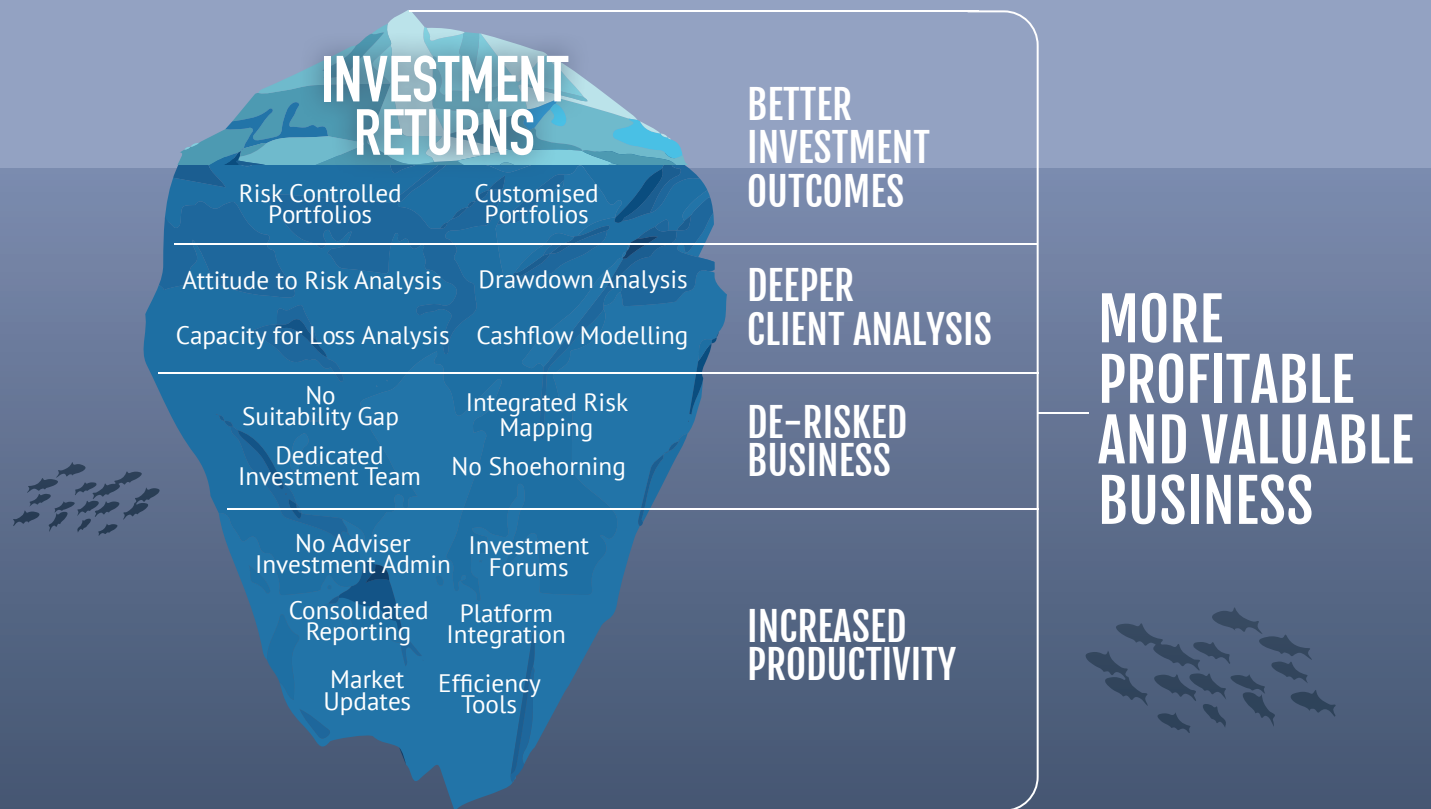 INVESTMENT
RETURNS
BETTER
INVESTMENT
OUTCOMES
Risk Controlled
Portfolios
Customised
Portfolios
Attitude to Risk Analysis
Drawdown Analysis
Capacity for Loss Analysis
Cashflow Modelling
DEEPER
CLIENT ANALYSIS
No
Suitability Gap
Integrated Risk
Mapping
Dedicated
Investment Team
No Shoehorning
DE-RISKED
BUSINESS
No Adviser
Investment Admin
Investment
Forums
Consolidated
Reporting
Platform
Integration
Market
Updates
Efficiency
Tools
INCREASED
PRODUCTIVITY
MORE
PROFITABLE
AND VALUABLE
BUSINESS